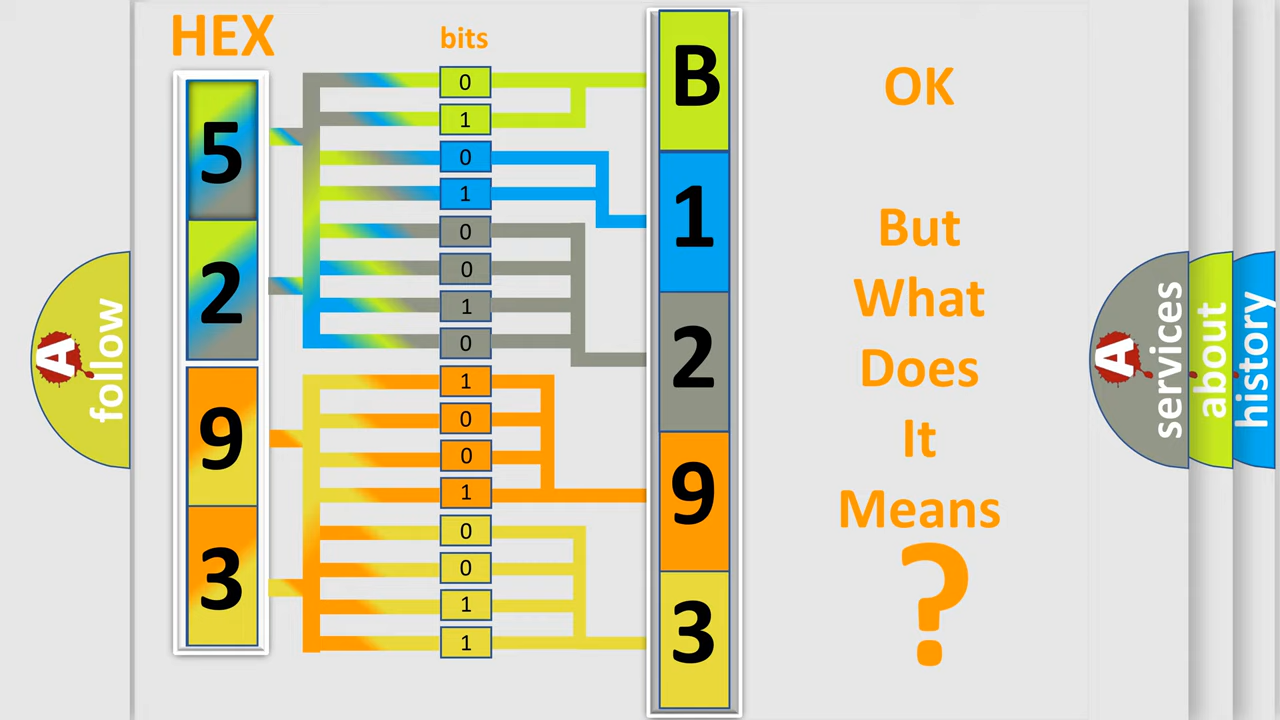 HEX
bits
5
2
9
3
0
1
0
1
0
0
1
0
1
0
0
1
0
0
1
1
B
1
2
9
3
OK
But
What
Does
It
Means
?
A
follow
A
services
about
history